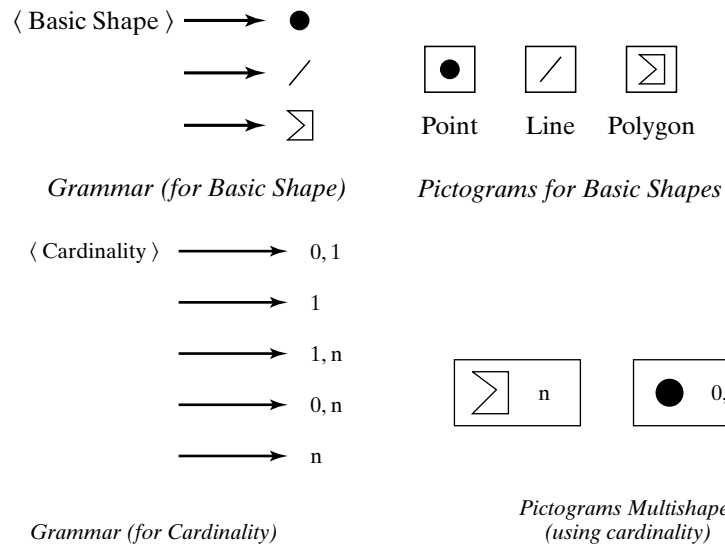 ⟨ Basic Shape ⟩
Point Line Polygon
Grammar (for Basic Shape) Pictograms for Basic Shapes
⟨ Cardinality ⟩ 0, 1
1
1, n
0, n
n
n 0,
Pictograms Multishape
Grammar (for Cardinality) (using cardinality)